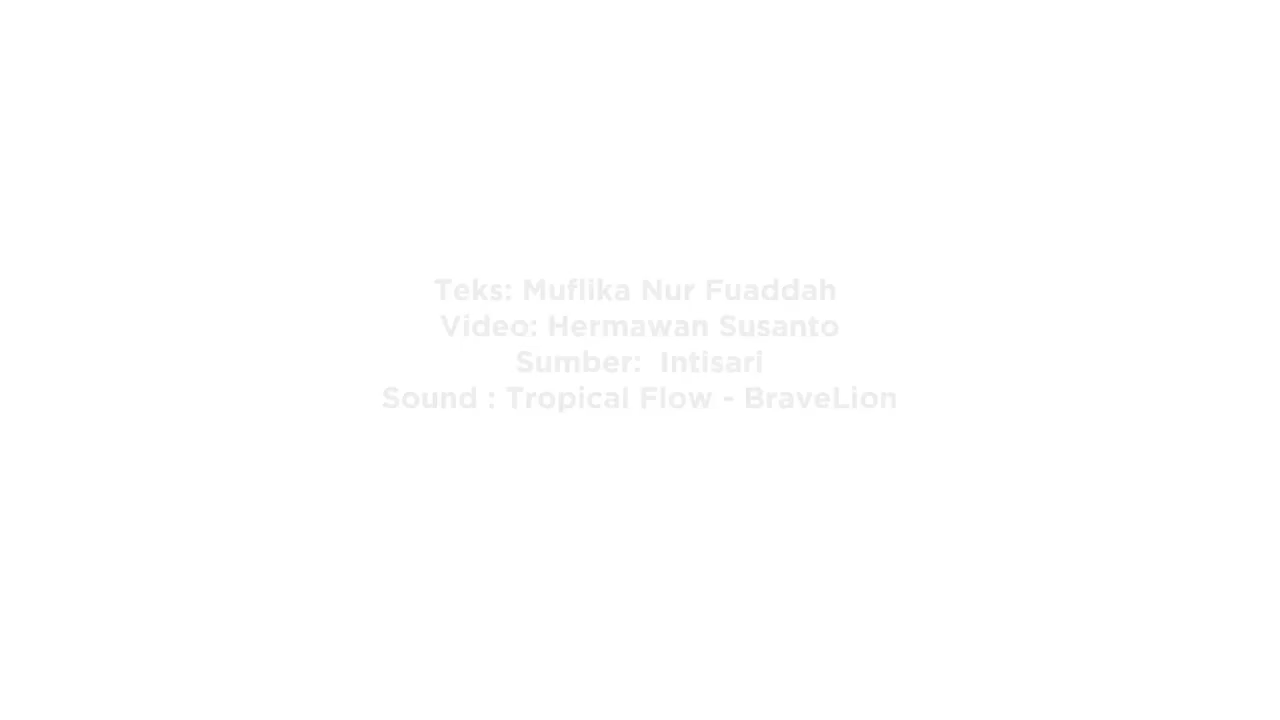 Teks: Muflika Nur Fuaddah
Video: Hermawan Susanto
Sumber:  Intisari
Sound : Tropical Flow - BraveLion